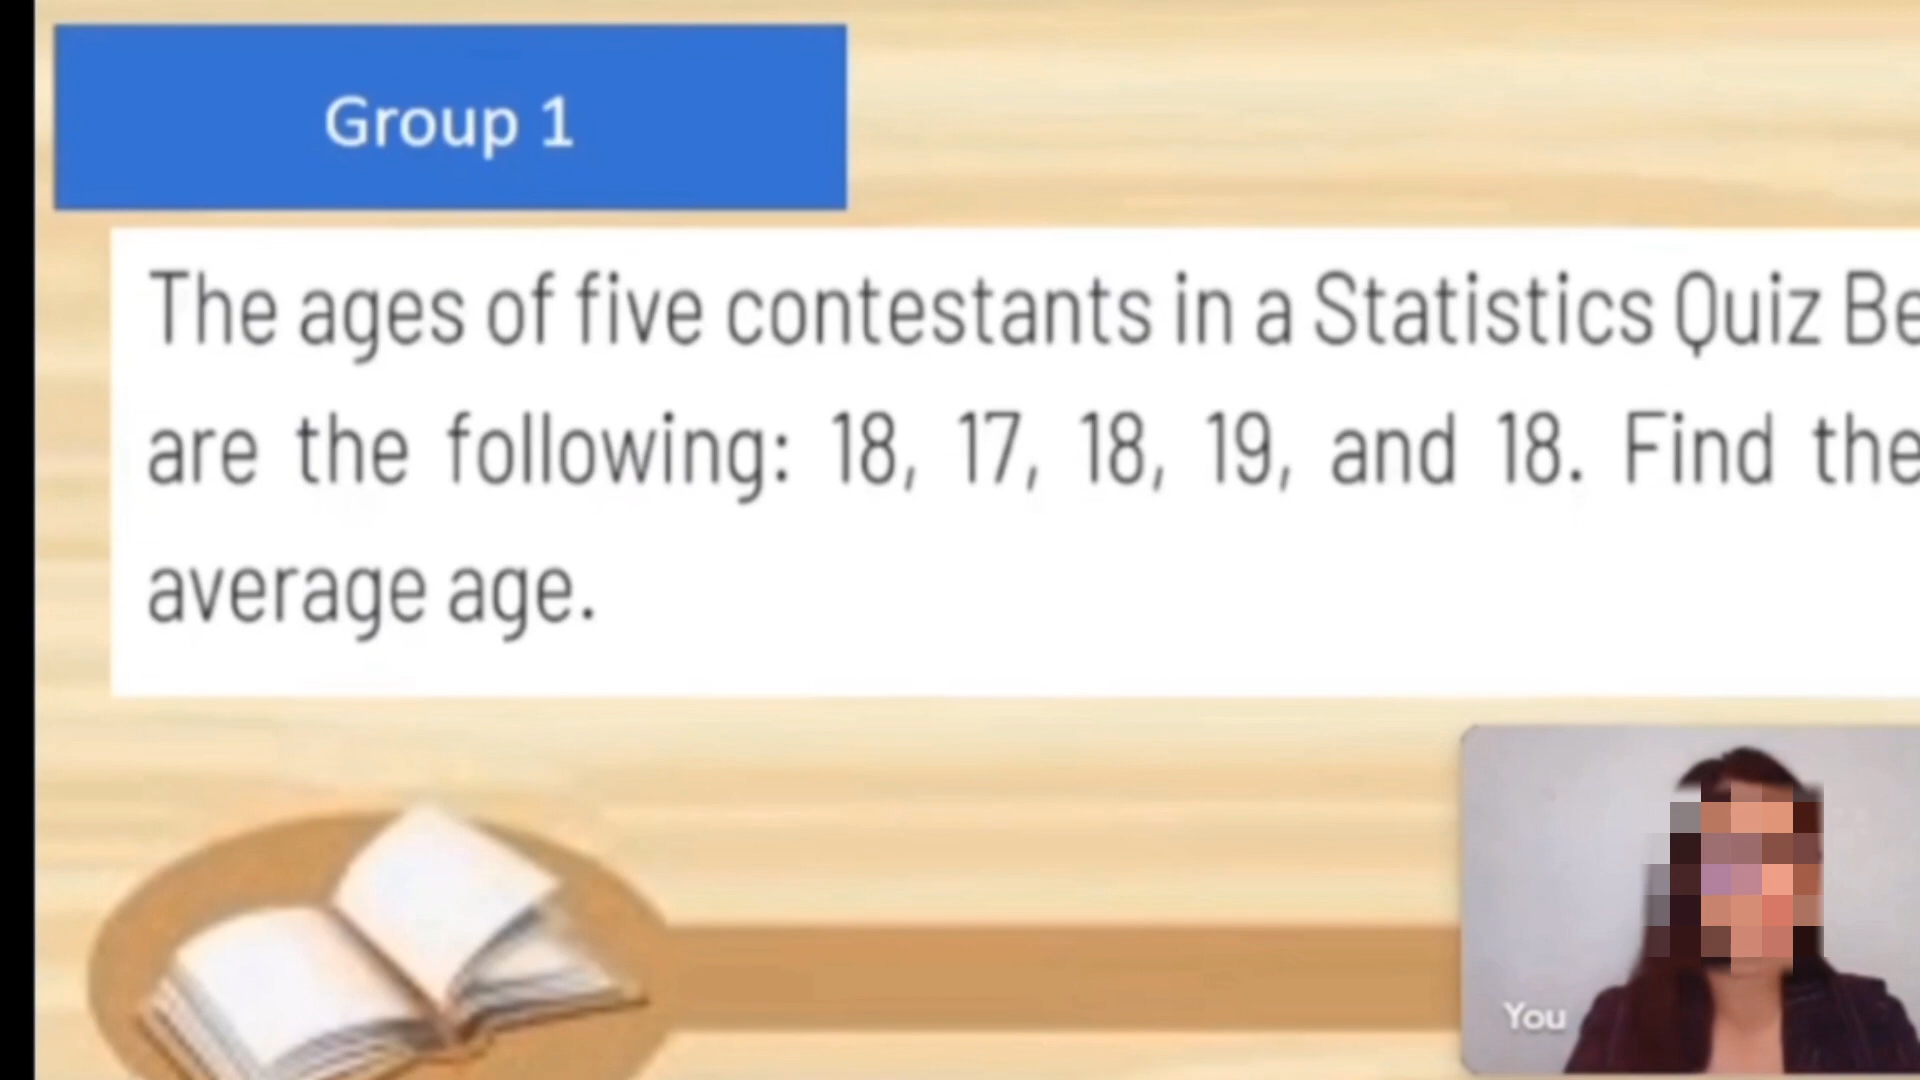 Group 1
The ages of five contestants in a Statistics Quiz
are the following: 18, 17, 18, 19, and 18. Find the
average age.
You